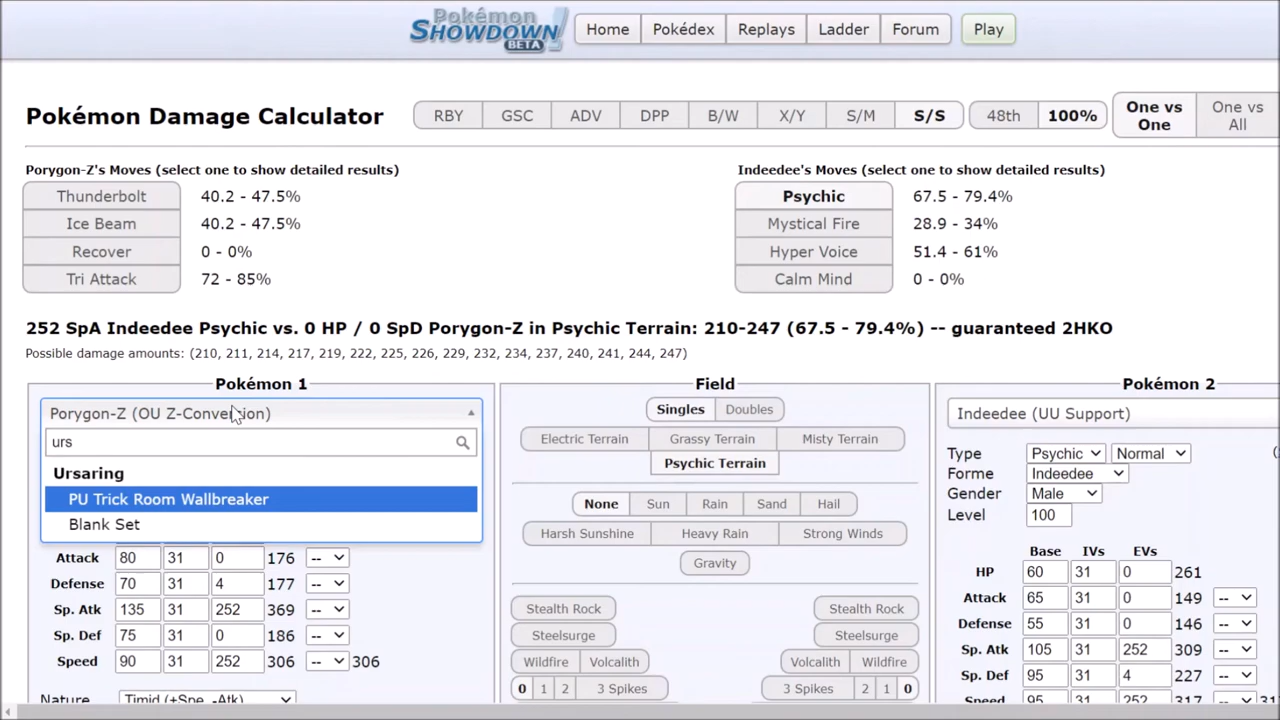 Pokémon
SHOWDOWN!
BETA
Home Pokédex Replays Ladder Forum Play
Pokémon Damage Calculator RBY GSC ADV DPP B/W X/Y S/M S/S 48th 100% One vs One One vs All
Porygon-Z's Moves (select one to show detailed results)
Thunderbolt 40.2 - 47.5%
Ice Beam 40.2 - 47.5%
Recover 0 - 0%
Tri Attack 72 - 85%
Indeedee's Moves (select one to show detailed results)
Psychic 67.5 - 79.4%
Mystical Fire 28.9 - 34%
Hyper Voice 51.4 - 61%
Calm Mind 0 - 0%
252 SpA Indeedee Psychic vs. 0 HP / 0 SpD Porygon-Z in Psychic Terrain: 210-247 (67.5 - 79.4%) -- guaranteed 2HKO
Possible damage amounts: (210, 211, 214, 217, 219, 222, 225, 226, 229, 232, 234, 237, 240, 241, 244, 247)
Pokémon 1
Porygon-Z (OU Z-Conversion)
urs
Ursaring
PU Trick Room Wallbreaker
Blank Set
Attack 80 31 0 176 --
Defense 70 31 4 177 --
Sp. Atk 135 31 252 369 --
Sp. Def 75 31 0 186 --
Speed 90 31 252 306 -- 306
Nature Timid (+Spe, -Atk)
Field
Singles Doubles
Electric Terrain Grassy Terrain Misty Terrain
Psychic Terrain
None Sun Rain Sand Hail
Harsh Sunshine Heavy Rain Strong Winds
Gravity
Stealth Rock Stealth Rock
Steelsurge Steelsurge
Wildfire Volcalith Volcalith Wildfire
0 1 2 3 Spikes 3 Spikes 2 1 0
Pokémon 2
Indeedee (UU Support)
Type Psychic Normal (
Forme Indeedee
Gender Male
Level 100
Base IVs EVs
HP 60 31 0 261
Attack 65 31 0 149 --
Defense 55 31 0 146 --
Sp. Atk 105 31 252 309 --
Sp. Def 95 31 4 227 --
Speed 95 31 252 317 --